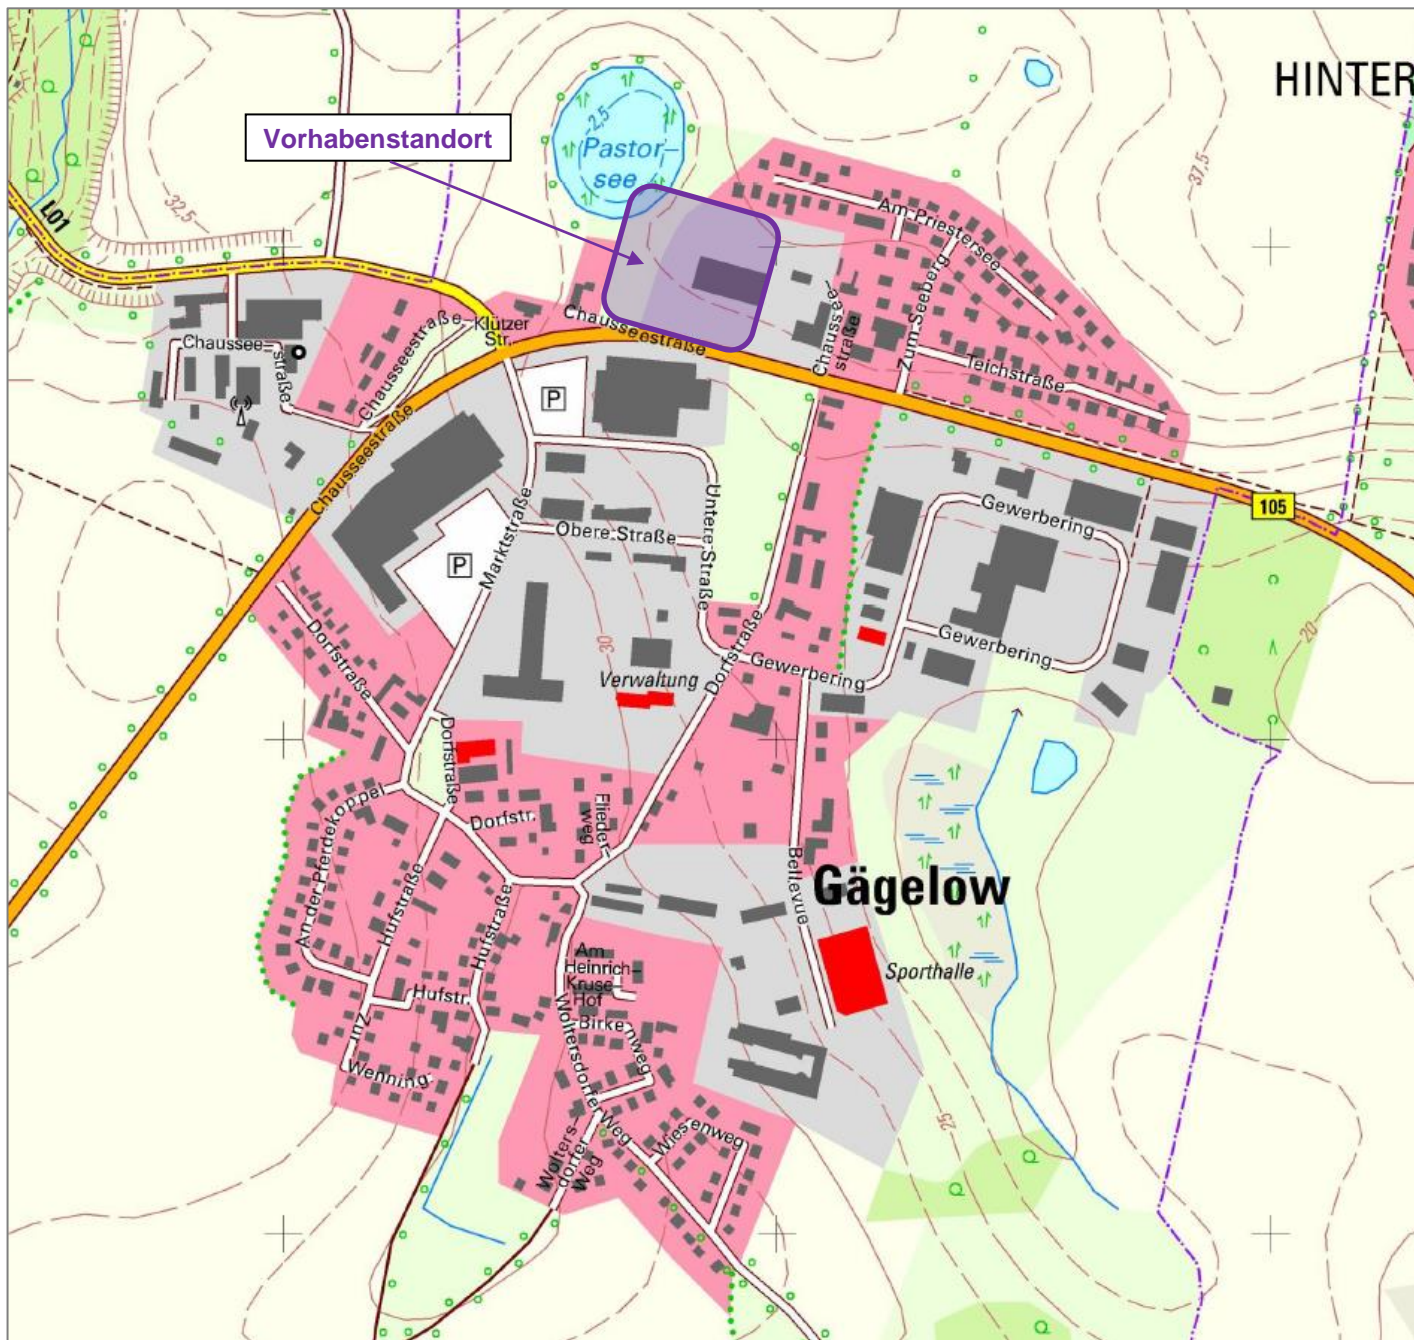 HINTER
Vorhabenstandort
2,5
Pastor-
see
37,5
32,5
L01
Am Priestersee
Zum Seeberg
Chaussee-
straße
Teichstraße
Klützer
Str.
Chausseestraße
Chaussee-
straße
Chausseestraße
Chausseestraße
P
105
Marktstraße
Untere Straße
Obere Straße
Gewerbering
P
Gewerbering
20
30
Dorfstraße
Dorfstraße
Gewerbering
Verwaltung
Dorfstraße
An der Pferdekoppel
Dorfstr.
Flieder-
weg
Bellevue
Gägelow
Hufstraße
Hufstraße
Sporthalle
Am
Heinrich-
Kruse-
Hof
Hufstr.
Birkenweg
Zur
Wenning
Woltersdorfer Weg
Wiesenweg
25
Wolters-
dorfer
Weg